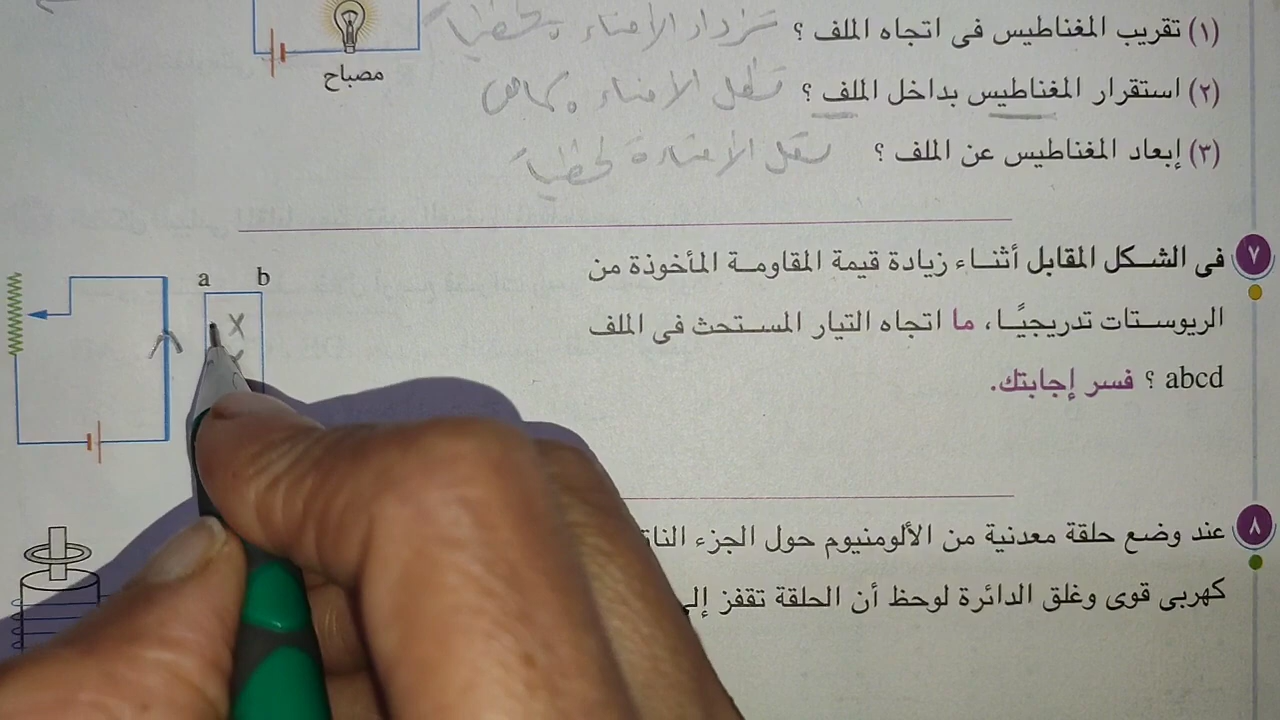 (١) تقريب المغناطيس فى اتجاه الملف ؟ تزداد الإضاءة لحظياً
مصباح
(٢) استقرار المغناطيس بداخل الملف ؟ تظل الإضاءة كما هى
(٣) إبعاد المغناطيس عن الملف ؟ تقل الإضاءة لحظياً
٧ فى الشكل المقابل أثناء زيادة قيمة المقاومة المأخوذة من
الريوستات تدريجيًا، ما اتجاه التيار المستحث فى الملف
abcd ؟ فسر إجابتك.
a b
x
٨ عند وضع حلقة معدنية من الألومنيوم حول الجزء
كهربى قوى وغلق الدائرة لوحظ أن الحلقة تقفز